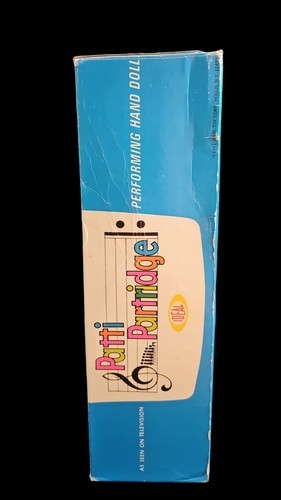 AS SEEN ON TELEVISION
Patti
Partridge
IDEAL
PERFORMING HAND DOLL